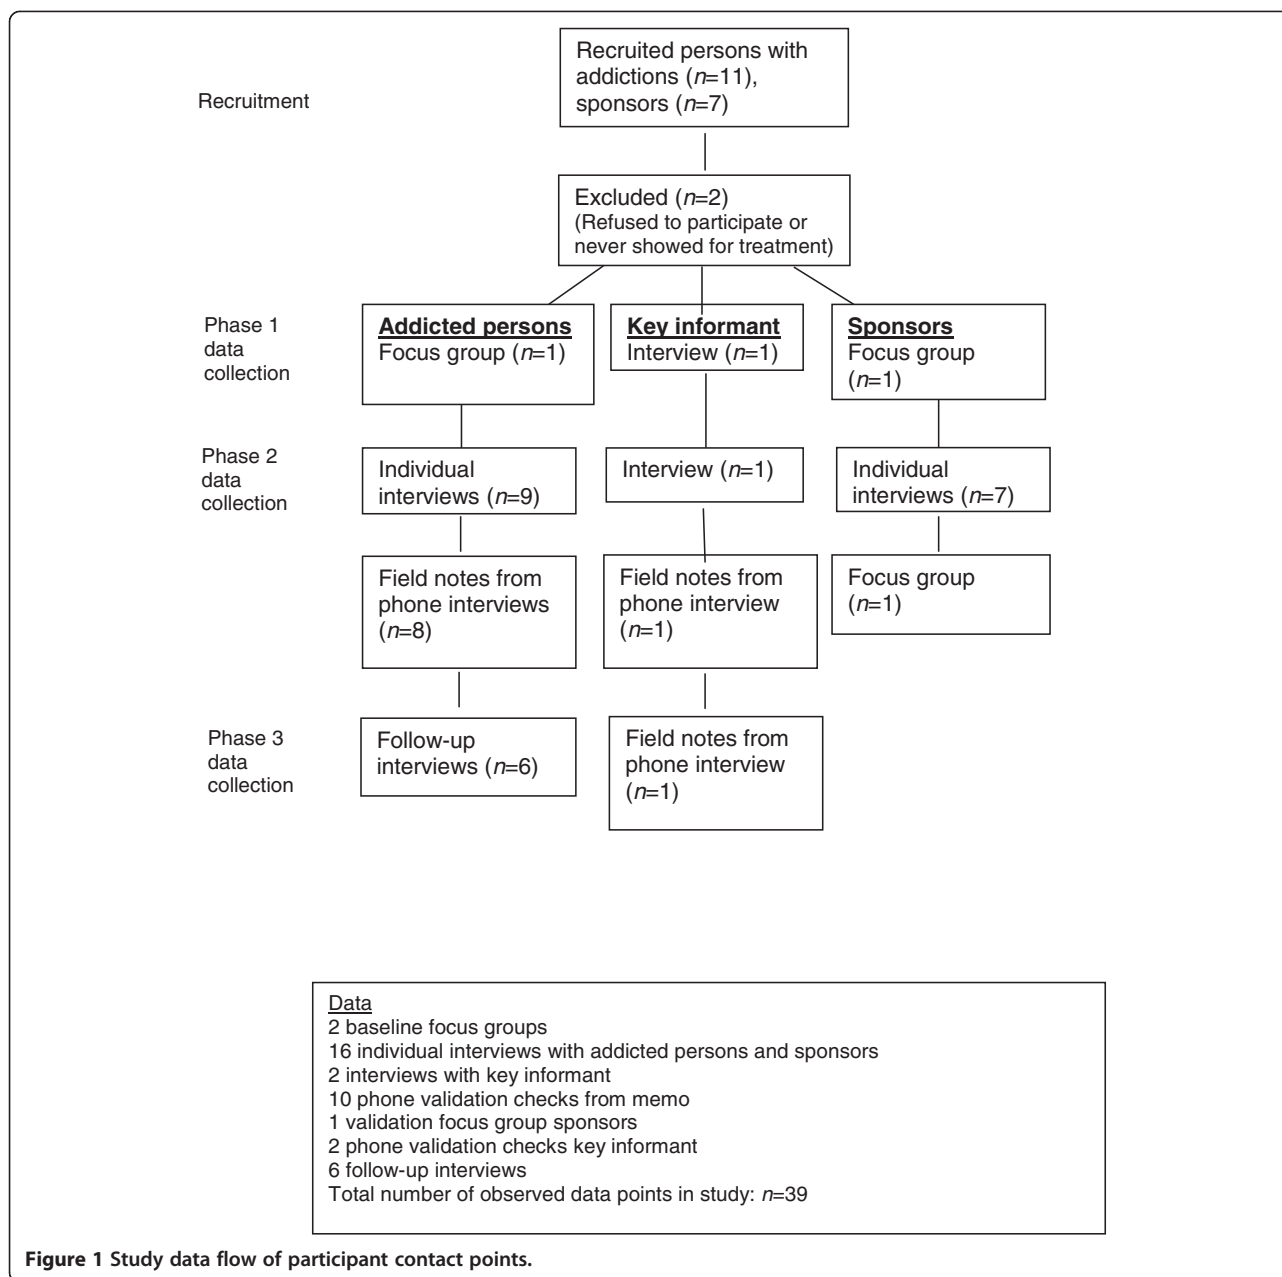 Recruitment
Recruited persons with
addictions (n=11),
sponsors (n=7)
Excluded (n=2)
(Refused to participate or
never showed for treatment)
Phase 1
data
collection
Addicted persons
Focus group (n=1)
Key informant
Interview (n=1)
Sponsors
Focus group
(n=1)
Phase 2
data
collection
Individual
interviews (n=9)
Interview (n=1)
Individual
interviews (n=7)
Field notes from
phone interviews
(n=8)
Field notes from
phone interview
(n=1)
Focus group
(n=1)
Phase 3
data
collection
Follow-up
interviews (n=6)
Field notes from
phone interview
(n=1)
Data
2 baseline focus groups
16 individual interviews with addicted persons and sponsors
2 interviews with key informant
10 phone validation checks from memo
1 validation focus group sponsors
2 phone validation checks key informant
6 follow-up interviews
Total number of observed data points in study: n=39
Figure 1 Study data flow of participant contact points.